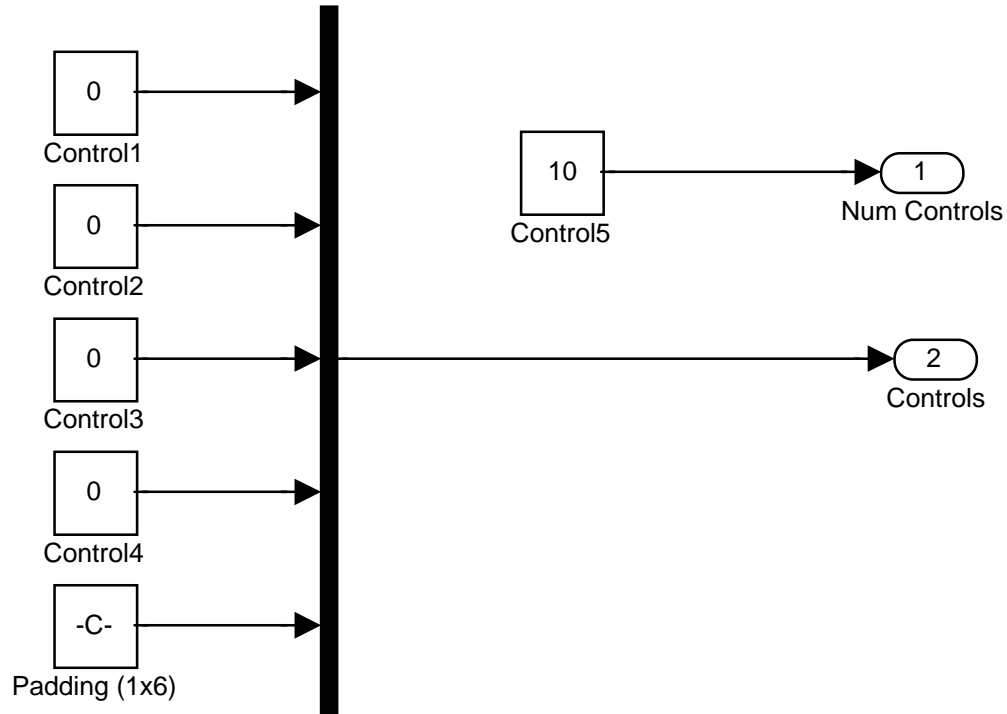 0
Control1
0
Control2
0
Control3
0
Control4
-C-
Padding (1x6)
10
Control5
1
Num Controls
2
Controls